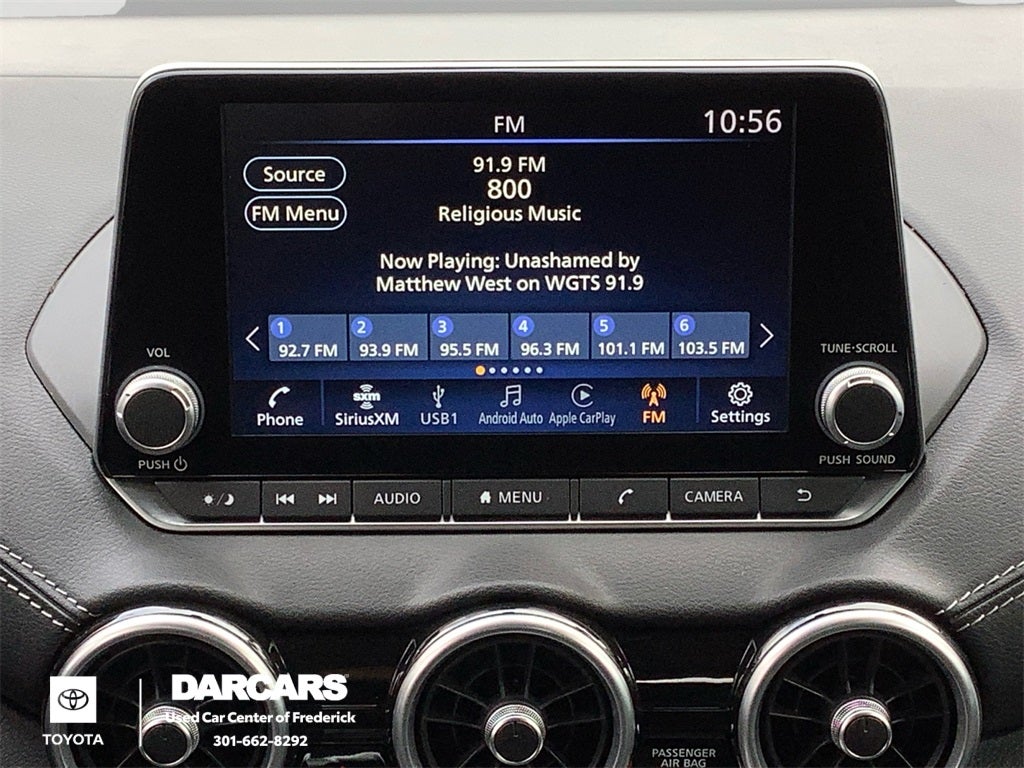 FM
10:56
Source
91.9 FM
800
FM Menu
Religious Music
Now Playing: Unashamed by
Matthew West on WGTS 91.9
1 2 3 4 5 6
92.7 FM 93.9 FM 95.5 FM 96.3 FM 101.1 FM 103.5 FM
sxm
Phone SiriusXM USB1 Android Auto Apple CarPlay FM Settings
VOL
PUSH
TUNE·SCROLL
PUSH SOUND
AUDIO MENU CAMERA
TOYOTA
DARCARS
Used Car Center of Frederick
301-662-8292
PASSENGER
AIR BAG